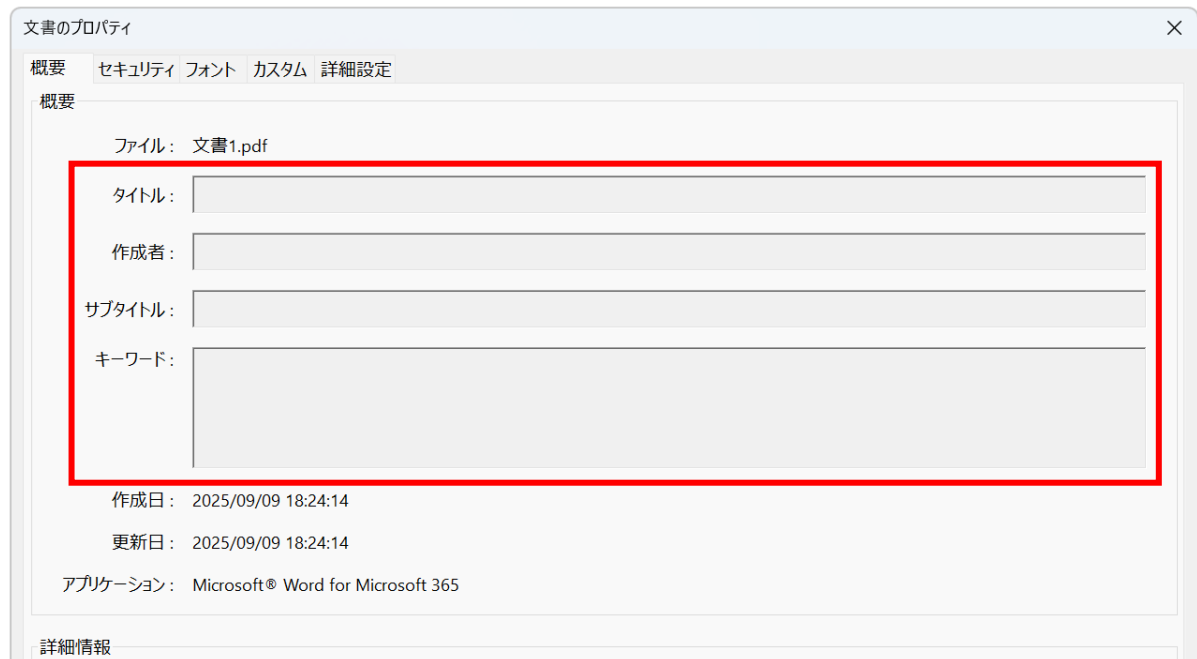 文書のプロパティ
概要 セキュリティ フォント カスタム 詳細設定
概要
ファイル： 文書1.pdf
タイトル：
作成者：
サブタイトル：
キーワード：
作成日： 2025/09/09 18:24:14
更新日： 2025/09/09 18:24:14
アプリケーション： Microsoft® Word for Microsoft 365
詳細情報